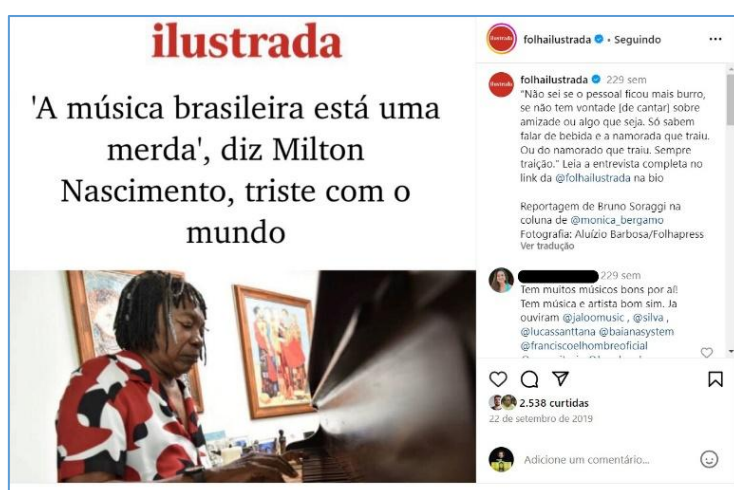 ilustrada
'A música brasileira está uma
merda', diz Milton
Nascimento, triste com o
mundo
folhailustrada • Seguindo
folhailustrada 229 sem
"Não sei se o pessoal ficou mais burro,
se não tem vontade [de cantar] sobre
amizade ou algo que seja. Só sabem
falar de bebida e a namorada que traiu.
Ou do namorado que traiu. Sempre
traição." Leia a entrevista completa no
link da @folhailustrada na bio
Reportagem de Bruno Soraggi na
coluna de @monica_bergamo
Fotografia: Aluízio Barbosa/Folhapress
Ver tradução
229 sem
Tem muitos músicos bons por aí!
Tem música e artista bom sim. Ja
ouviram @jaloomusic , @silva ,
@lucassanttana @baianasystem
@franciscoelhombreoficial
2.538 curtidas
22 de setembro de 2019
Adicione um comentário...